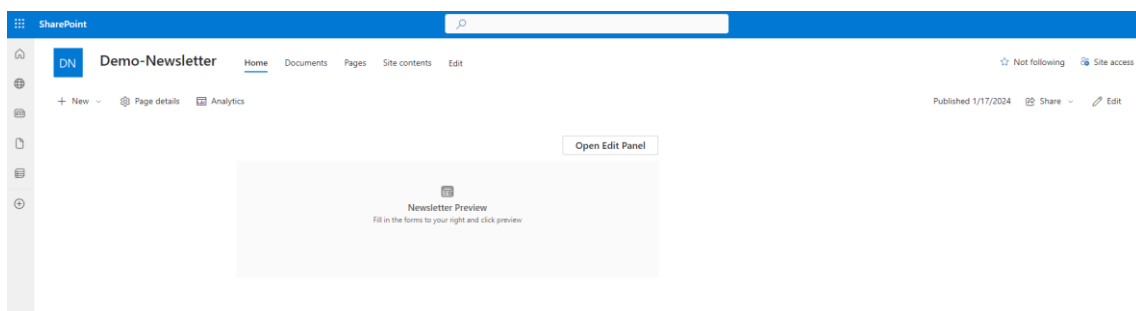 SharePoint
DN Demo-Newsletter Home Documents Pages Site contents Edit Not following Site access
+ New Page details Analytics Published 1/17/2024 Share Edit
Open Edit Panel
Newsletter Preview
Fill in the forms to your right and click preview